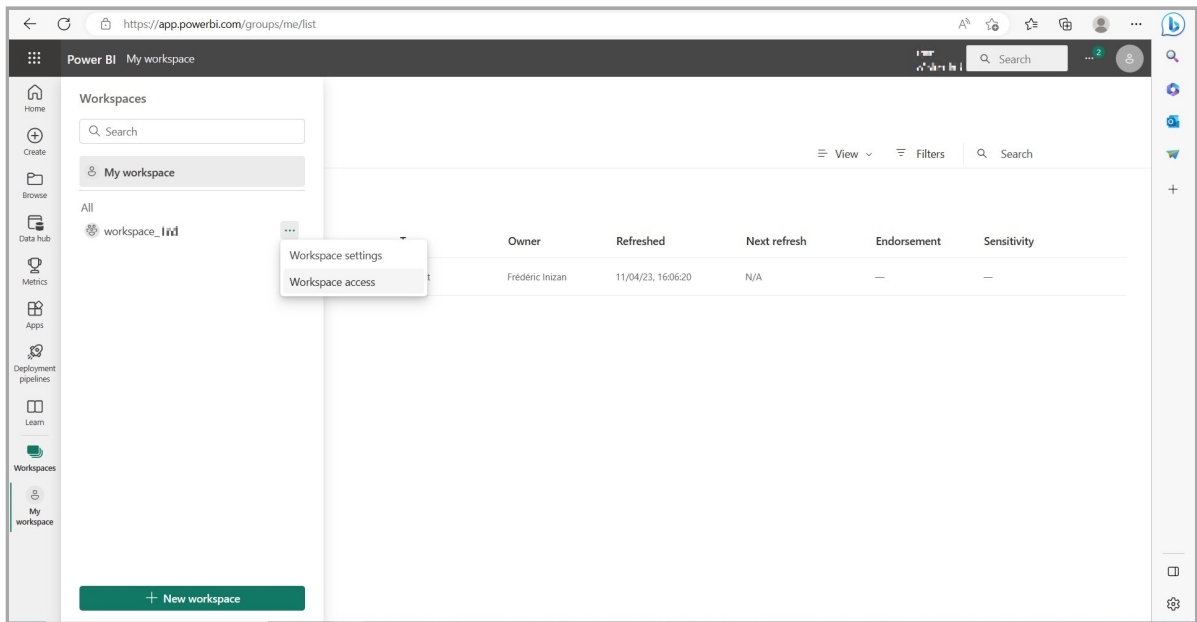 https://app.powerbi.com/groups/me/list
Power BI My workspace
Search
2
Home
Create
Browse
Data hub
Metrics
Apps
Deployment
pipelines
Learn
Workspaces
My
workspace
Workspaces
Search
My workspace
All
workspace_
Workspace settings
Workspace access
New workspace
View
Filters
Search
Owner Refreshed Next refresh Endorsement Sensitivity
Frédéric Inizan 11/04/23, 16:06:20 N/A — —